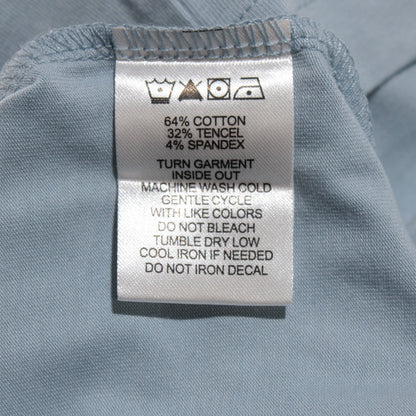 64% COTTON
32% TENCEL
4% SPANDEX
TURN GARMENT
INSIDE OUT
MACHINE WASH COLD
GENTLE CYCLE
WITH LIKE COLORS
DO NOT BLEACH
TUMBLE DRY LOW
COOL IRON IF NEEDED
DO NOT IRON DECAL